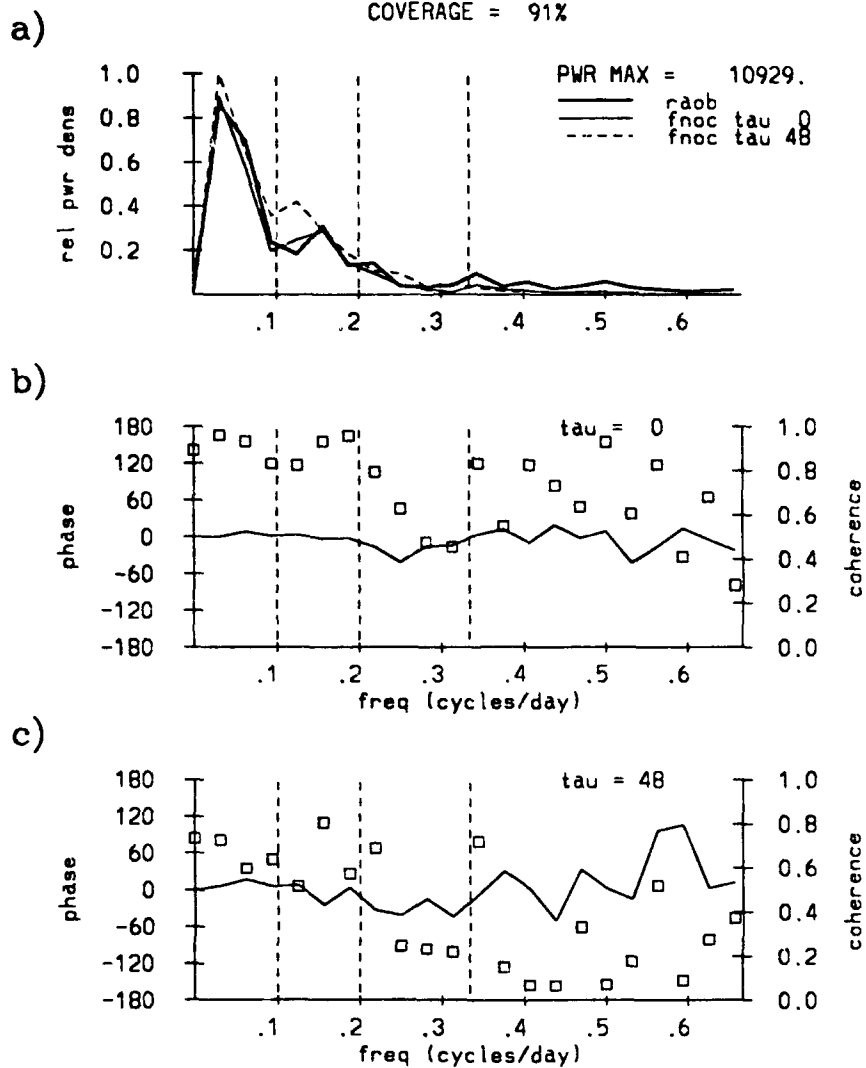 COVERAGE = 91%
a)
PWR MAX = 10929.
raob
fnoc tau 0
fnoc tau 48
rel pwr dens
1.0
0.8
0.6
0.4
0.2
.1 .2 .3 .4 .5 .6
b)
tau = 0
phase
180
120
60
0
-60
-120
-180
1.0
0.8
0.6
0.4
0.2
0.0
coherence
.1 .2 .3 .4 .5 .6
freq (cycles/day)
c)
tau = 48
phase
180
120
60
0
-60
-120
-180
1.0
0.8
0.6
0.4
0.2
0.0
coherence
.1 .2 .3 .4 .5 .6
freq (cycles/day)